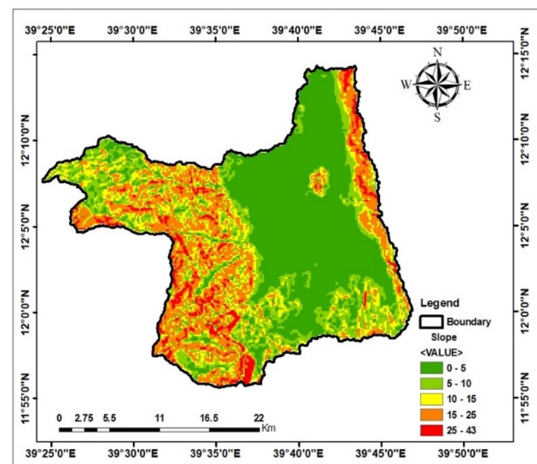 39°25'0"N 39°30'0"N 39°35'0"N 39°40'0"N 39°45'0"N 39°50'0"N
12°15'0"N
12°10'0"N
12°5'0"N
12°0'0"N
11°55'0"N
N
W E
S
12°10'0"N
12°5'0"N
12°0'0"N
11°55'0"N
Legend
Boundary
Slope
<VALUE>
0 - 5
5 - 10
10 - 15
15 - 25
25 - 43
0 2.75 5.5 11 16.5 22
Km
39°25'0"N 39°30'0"N 39°35'0"N 39°40'0"N 39°45'0"N 39°50'0"N